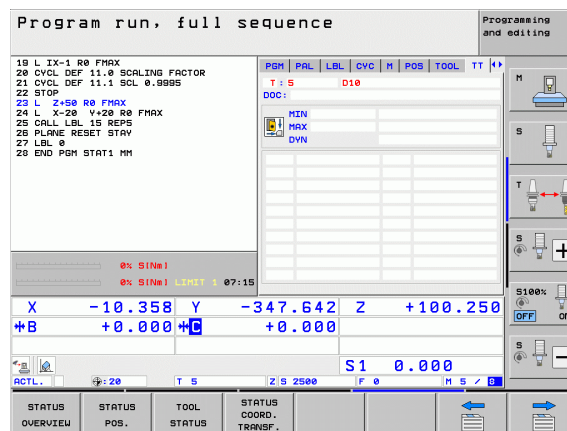 Program run, full sequence
Programming
and editing
19 L IX-1 R0 FMAX
20 CYCL DEF 11.0 SCALING FACTOR
21 CYCL DEF 11.1 SCL 0.9995
22 STOP
23 L Z+50 R0 FMAX
24 L X-20 Y+20 R0 FMAX
25 CALL LBL 15 REP5
26 PLANE RESET STAY
27 LBL 0
28 END PGM STAT1 MM
PGM PAL LBL CYC M POS TOOL TT
T : 5 D10
DOC:
MIN
MAX
DYN
0% S[Nm]
0% S[Nm] LIMIT 1 07:15
X -10.358 Y -347.642 Z +100.250
B +0.000 C +0.000
S1 0.000
ACTL. : 20 T 5 Z S 2500 F 0 M 5 / 8
M
S
T
S
S100%
OFF
S
STATUS
OVERVIEW
STATUS
POS.
TOOL
STATUS
STATUS
COORD.
TRANSF.